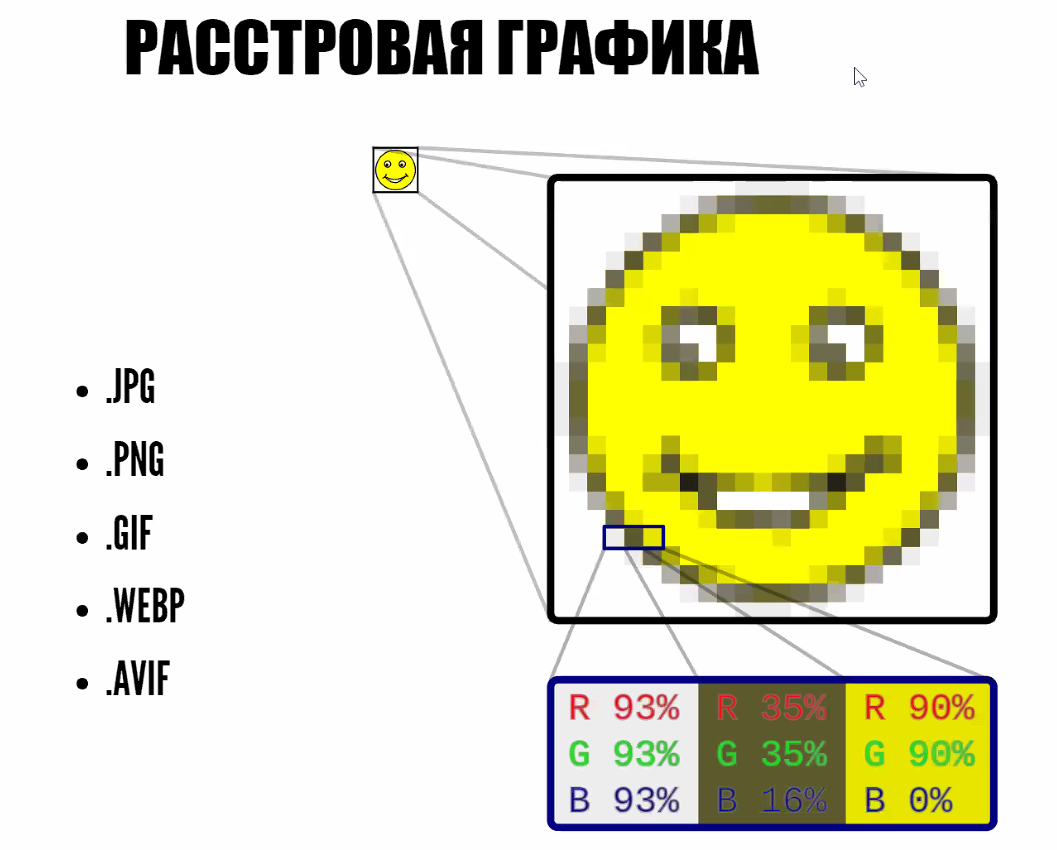 РАССТРОВАЯ ГРАФИКА
.JPG
.PNG
.GIF
.WEBP
.AVIF
R 93% R 35% R 90%
G 93% G 35% G 90%
B 93% B 16% B 0%